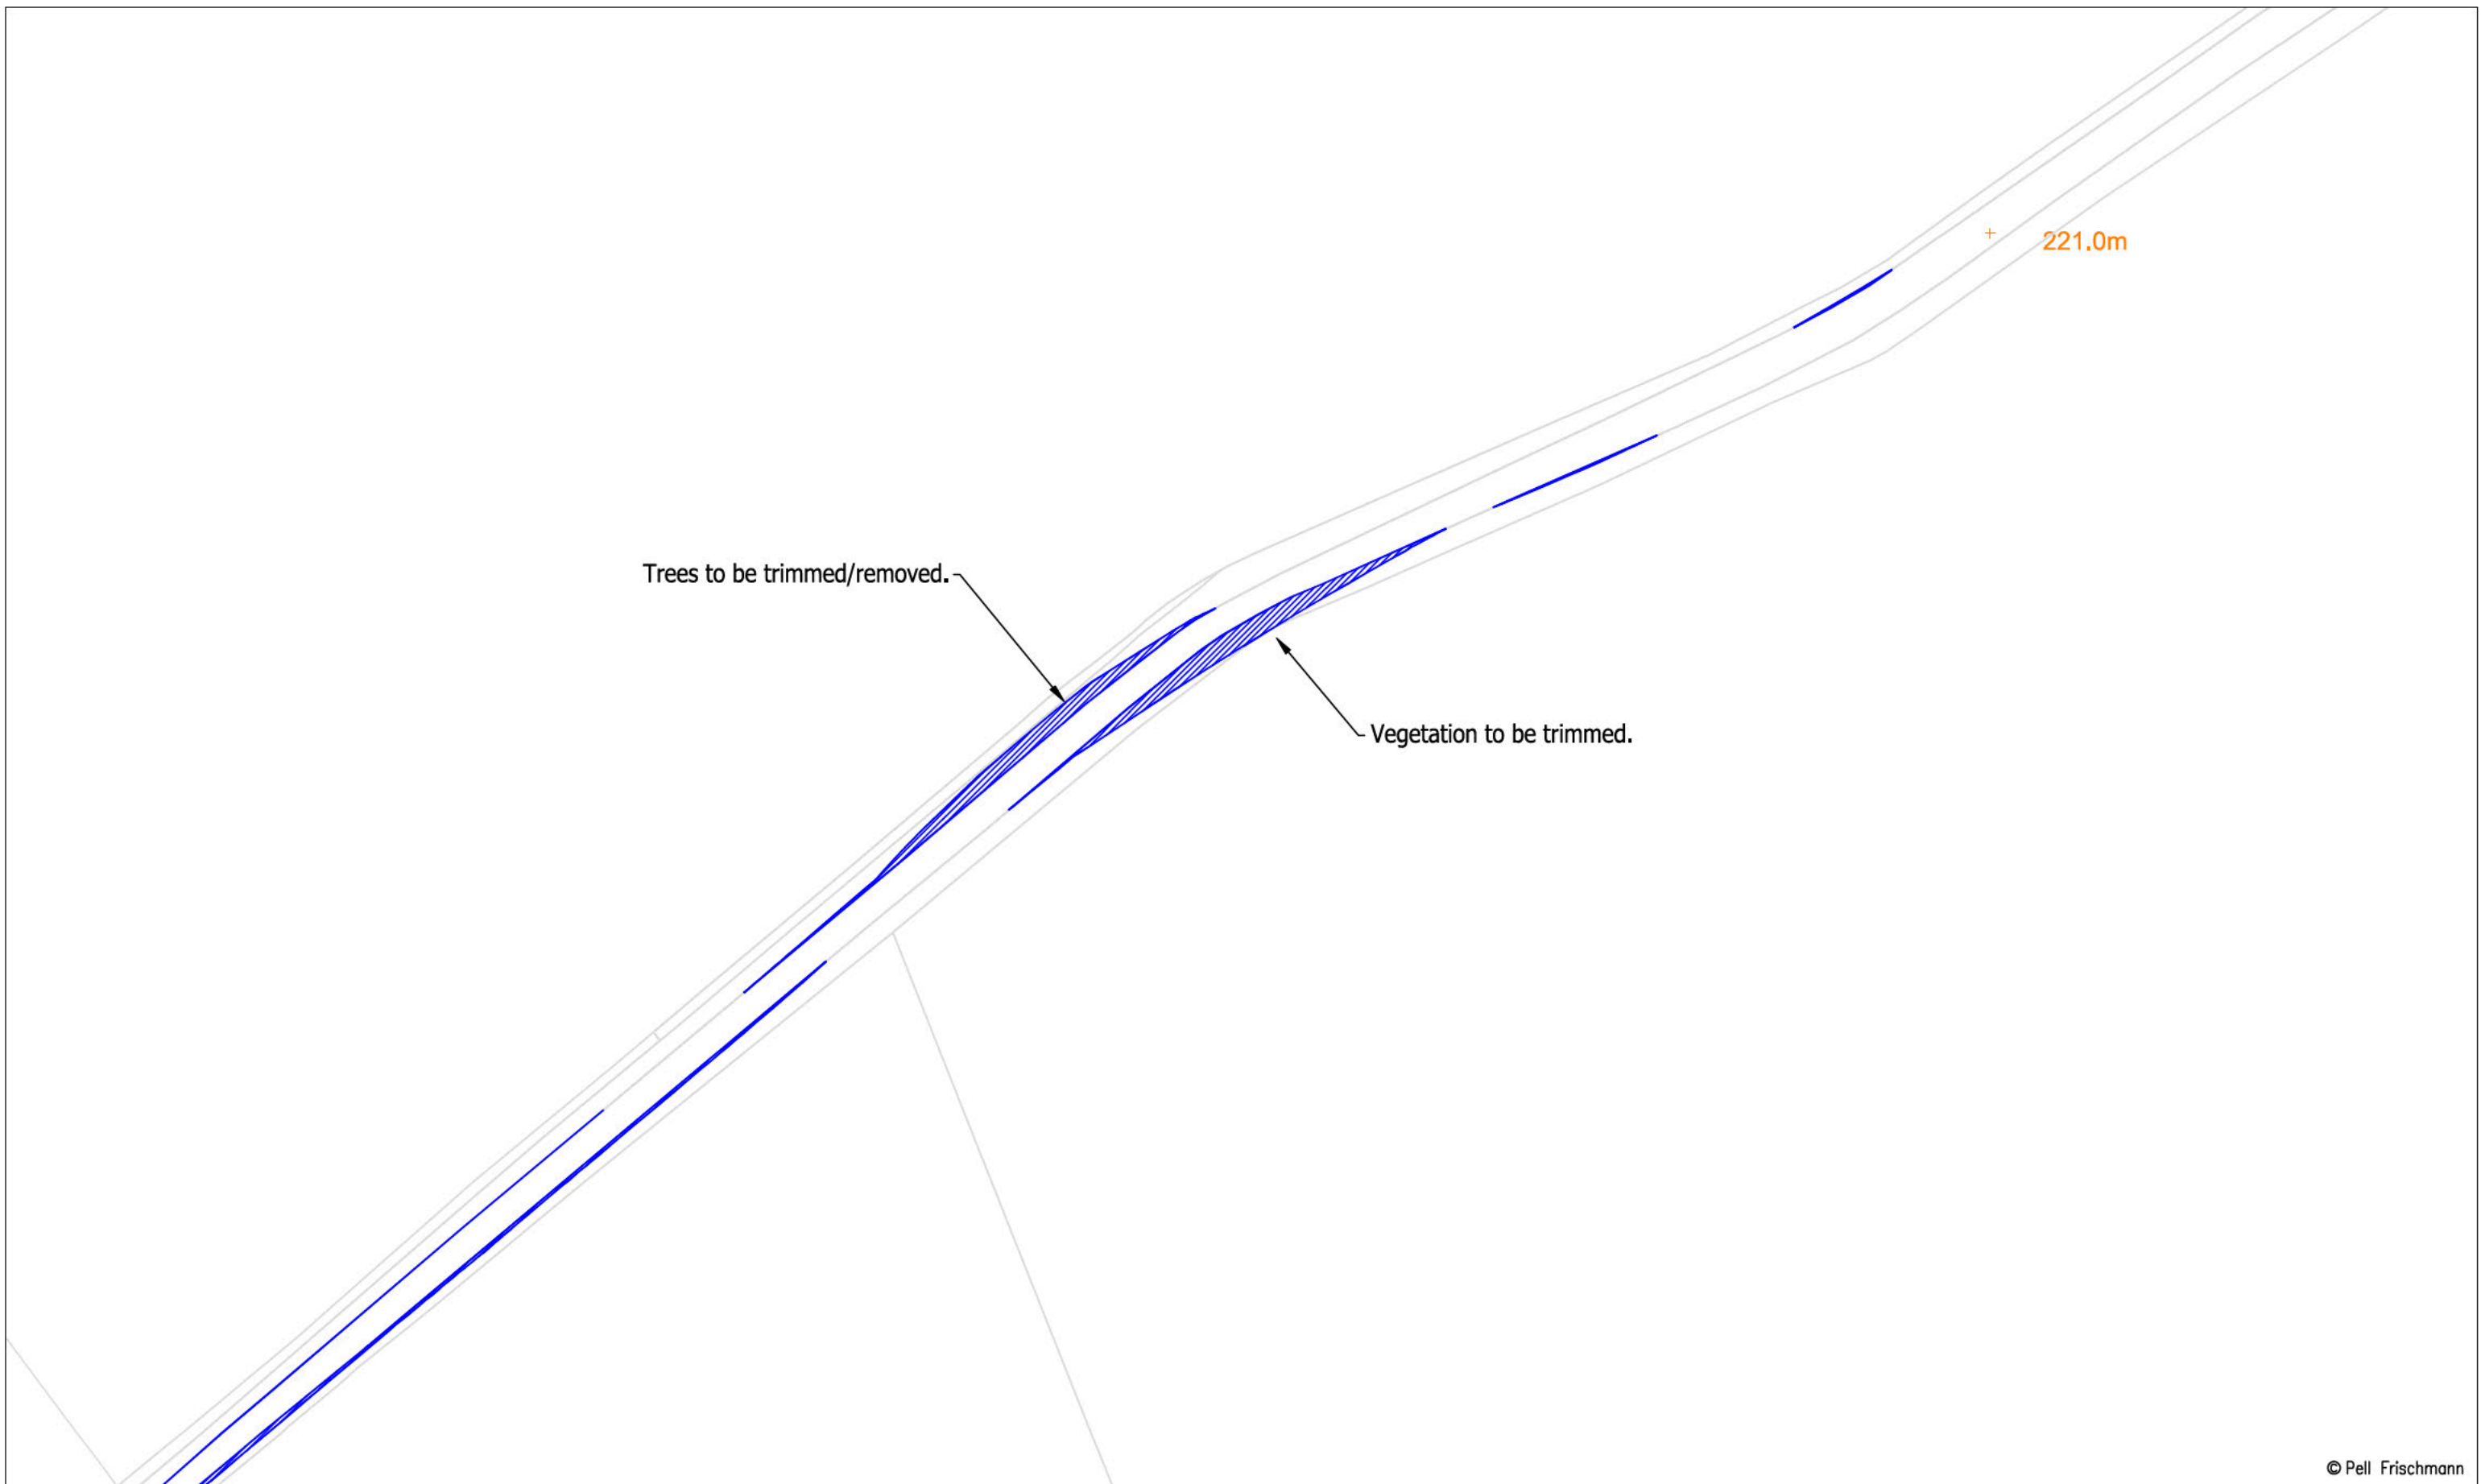 221.0m
Trees to be trimmed/removed.
Vegetation to be trimmed.
© Pell Frischmann